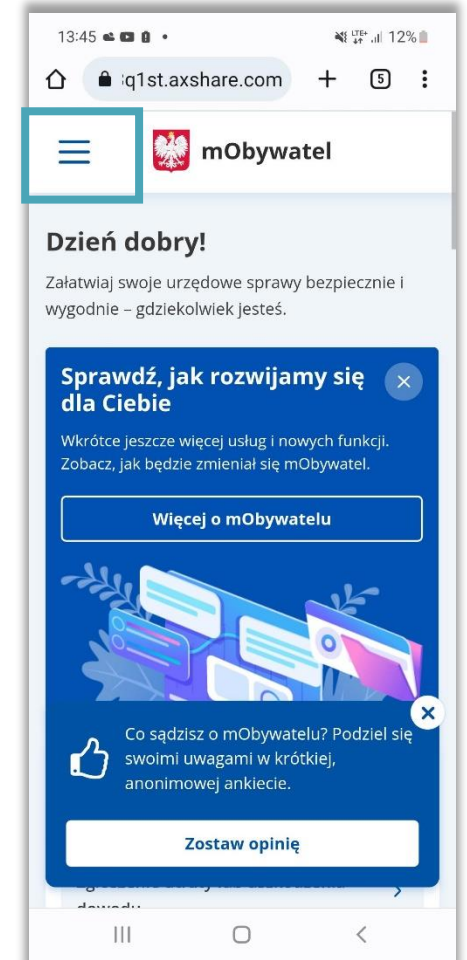 13:45
LTE+ 12%
q1st.axshare.com
5
mObywatel
Dzień dobry!
Załatwiaj swoje urzędowe sprawy bezpiecznie i
wygodnie – gdziekolwiek jesteś.
Sprawdź, jak rozwijamy się
dla Ciebie
Wkrótce jeszcze więcej usług i nowych funkcji.
Zobacz, jak będzie zmieniał się mObywatel.
Więcej o mObywatelu
Co sądzisz o mObywatelu? Podziel się
swoimi uwagami w krótkiej,
anonimowej ankiecie.
Zostaw opinię